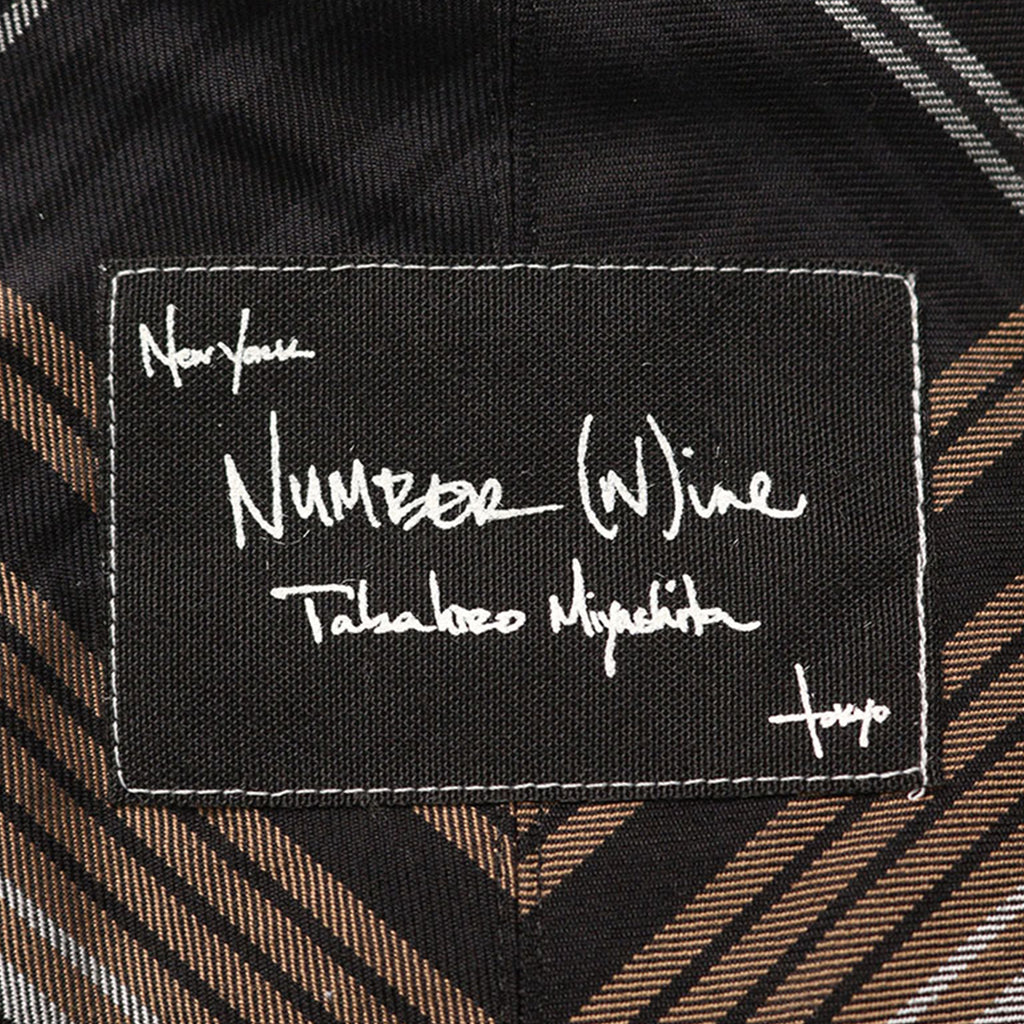 New York
NUMBER (N)ine
Takahiro Miyashita
tokyo